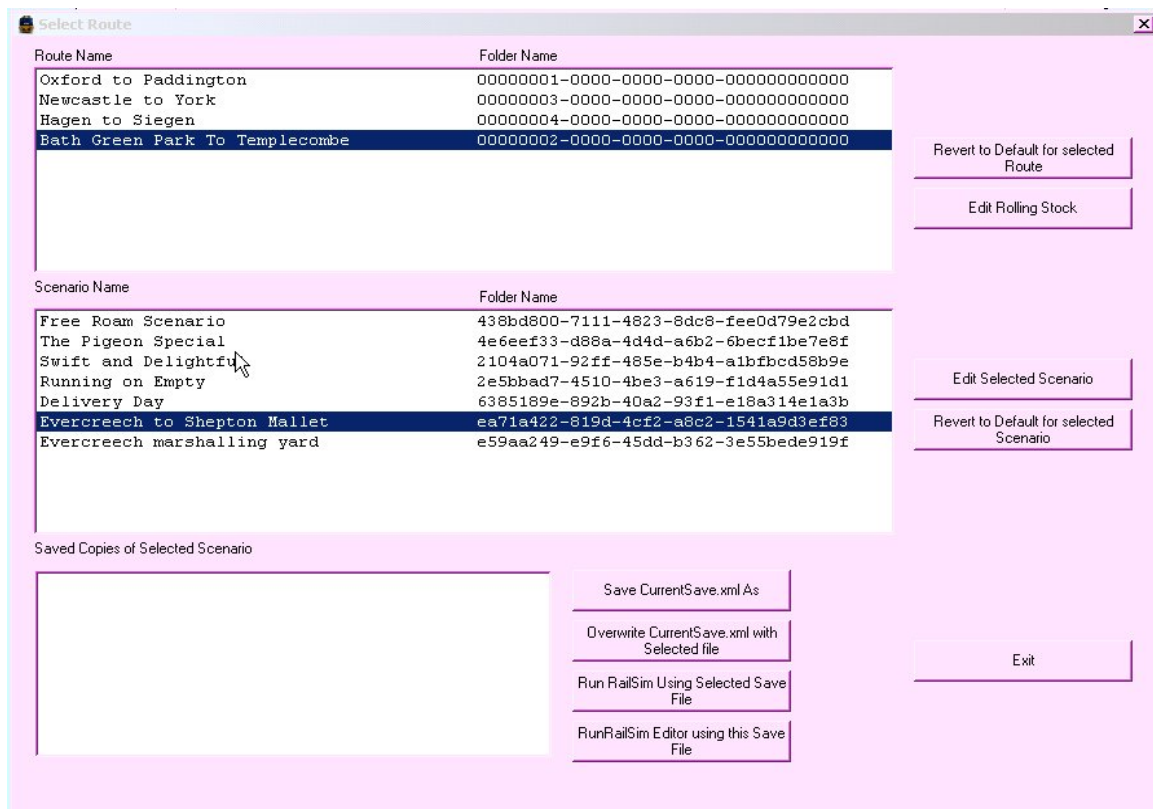 Select Route
Route Name Folder Name
Oxford to Paddington 00000001-0000-0000-0000-000000000000
Newcastle to York 00000003-0000-0000-0000-000000000000
Hagen to Siegen 00000004-0000-0000-0000-000000000000
Bath Green Park To Templecombe 00000002-0000-0000-0000-000000000000
Revert to Default for selected
Route
Edit Rolling Stock
Scenario Name Folder Name
Free Roam Scenario 438bd800-7111-4823-8dc8-fee0d79e2cbd
The Pigeon Special 4e6eef33-d88a-4d4d-a6b2-6becf1be7e8f
Swift and Delightful 2104a071-92ff-485e-b4b4-a1bfbcd58b9e
Running on Empty 2e5bbad7-4510-4be3-a619-f1d4a55e91d1
Delivery Day 6385189e-892b-40a2-93f1-e18a314e1a3b
Evercreech to Shepton Mallet ea71a422-819d-4cf2-a8c2-1541a9d3ef83
Evercreech marshalling yard e59aa249-e9f6-45dd-b362-3e55bede919f
Edit Selected Scenario
Revert to Default for selected
Scenario
Saved Copies of Selected Scenario
Save CurrentSave.xml As
Overwrite CurrentSave.xml with
Selected file
Run RailSim Using Selected Save
File
RunRailSim Editor using this Save
File
Exit